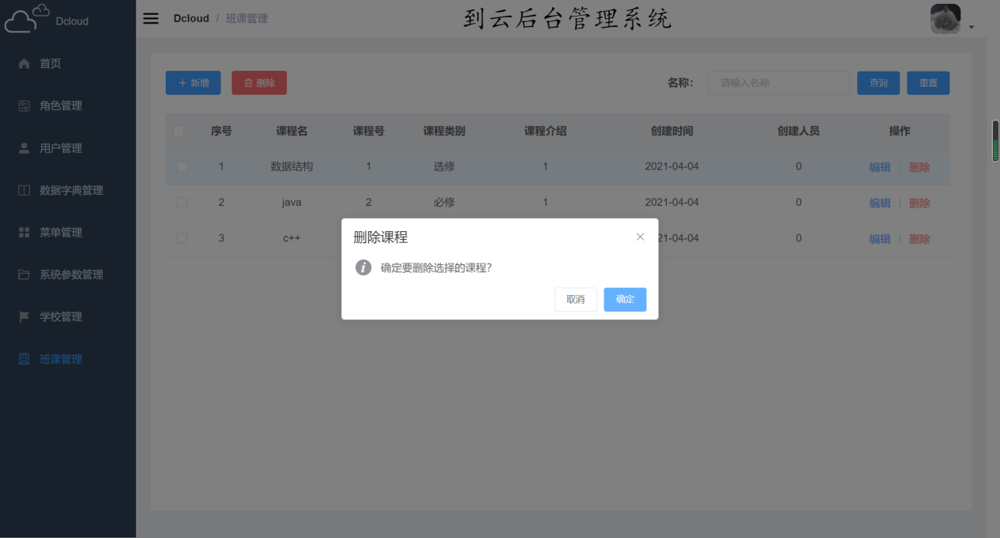 Dcloud
Dcloud / 班课管理
到云后台管理系统
首页
角色管理
用户管理
数据字典管理
菜单管理
系统参数管理
学校管理
班课管理
新增 删除 名称: 请输入名称 查询 重置
序号 课程名 课程号 课程类别 课程介绍 创建时间 创建人员 操作
1 数据结构 1 选修 1 2021-04-04 0 编辑 删除
2 java 2 必修 1 2021-04-04 0 编辑 删除
3 c++ 21-04-04 0 编辑 删除
删除课程
确定要删除选择的课程?
取消 确定